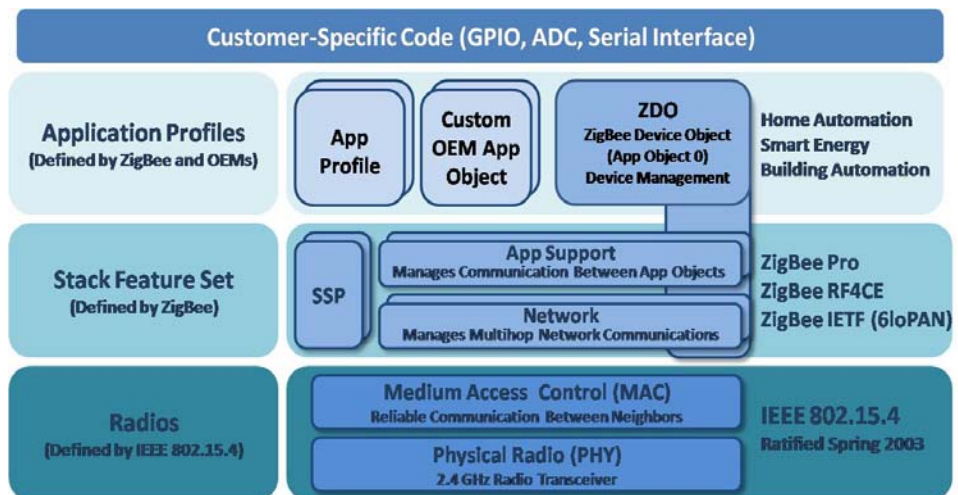 Customer-Specific Code (GPIO, ADC, Serial Interface)
Application Profiles
(Defined by ZigBee and OEMs)
App
Profile
Custom
OEM App
Object
ZDO
ZigBee Device Object
(App Object 0)
Device Management
Home Automation
Smart Energy
Building Automation
Stack Feature Set
(Defined by ZigBee)
SSP
App Support
Manages Communication Between App Objects
Network
Manages Multihop Network Communications
ZigBee Pro
ZigBee RF4CE
ZigBee IETF (6loPAN)
Radios
(Defined by IEEE 802.15.4)
Medium Access Control (MAC)
Reliable Communication Between Neighbors
Physical Radio (PHY)
2.4 GHz Radio Transceiver
IEEE 802.15.4
Ratified Spring 2003